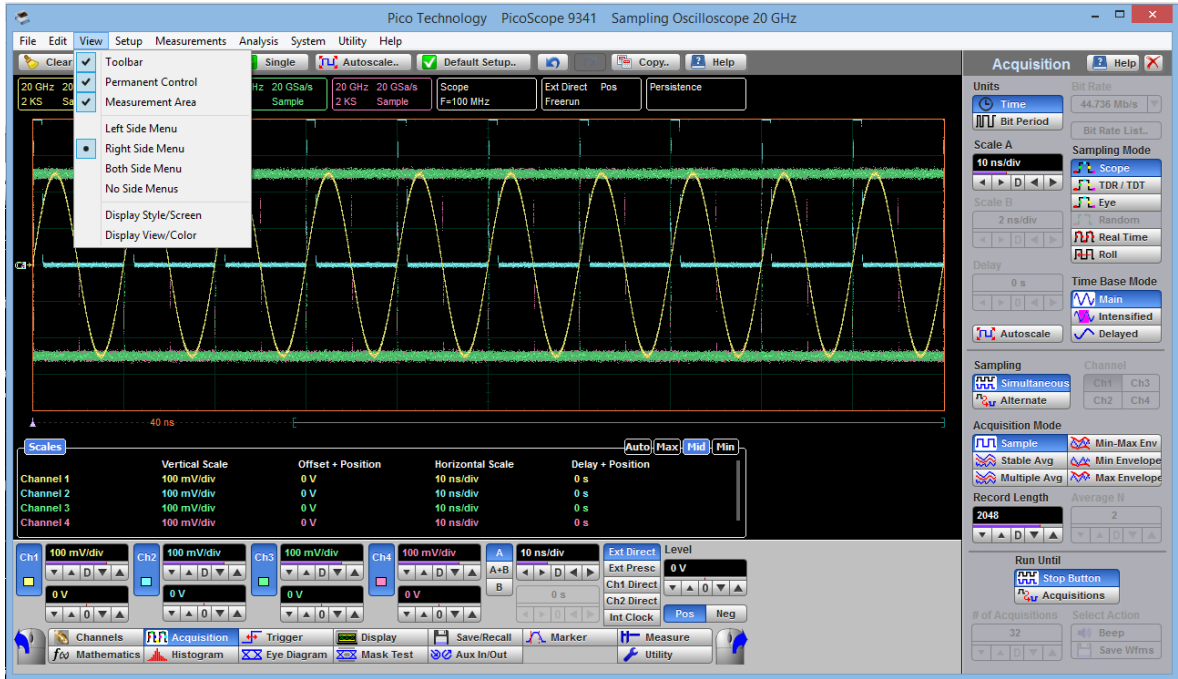 Pico Technology PicoScope 9341 Sampling Oscilloscope 20 GHz
File Edit View Setup Measurements Analysis System Utility Help
Clear
Single
Autoscale..
Default Setup..
Copy..
Help
Toolbar
Permanent Control
Measurement Area
Left Side Menu
Right Side Menu
Both Side Menu
No Side Menus
Display Style/Screen
Display View/Color
20 GHz 20
2 KS Sa
Hz 20 GSa/s
Sample
20 GHz 20 GSa/s
2 KS Sample
Scope
F=100 MHz
Ext Direct Pos
Freerun
Persistence
40 ns
Scales
Auto Max Mid Min
Vertical Scale Offset + Position Horizontal Scale Delay + Position
Channel 1 100 mV/div 0 V 10 ns/div 0 s
Channel 2 100 mV/div 0 V 10 ns/div 0 s
Channel 3 100 mV/div 0 V 10 ns/div 0 s
Channel 4 100 mV/div 0 V 10 ns/div 0 s
Ch1
100 mV/div
D
0 V
0
Ch2
100 mV/div
D
0 V
0
Ch3
100 mV/div
D
0 V
0
Ch4
100 mV/div
D
0 V
0
A
A+B
B
10 ns/div
D
0 s
0
Ext Direct
Ext Presc
Ch1 Direct
Ch2 Direct
Int Clock
Level
0 V
0
Pos Neg
Channels Acquisition Trigger Display Save/Recall Marker Measure
Mathematics Histogram Eye Diagram Mask Test Aux In/Out Utility
Acquisition
Help
Units
Time
Bit Period
Bit Rate
44.736 Mb/s
Bit Rate List..
Scale A
10 ns/div
D
Scale B
2 ns/div
D
Delay
0 s
0
Autoscale
Sampling Mode
Scope
TDR / TDT
Eye
Random
Real Time
Roll
Time Base Mode
Main
Intensified
Delayed
Sampling
Simultaneous
Alternate
Channel
Ch1 Ch3
Ch2 Ch4
Acquisition Mode
Sample Min-Max Env
Stable Avg Min Envelope
Multiple Avg Max Envelope
Record Length
2048
D
Average N
2
D
Run Until
Stop Button
Acquisitions
# of Acquisitions
32
D
Select Action
Beep
Save Wfms